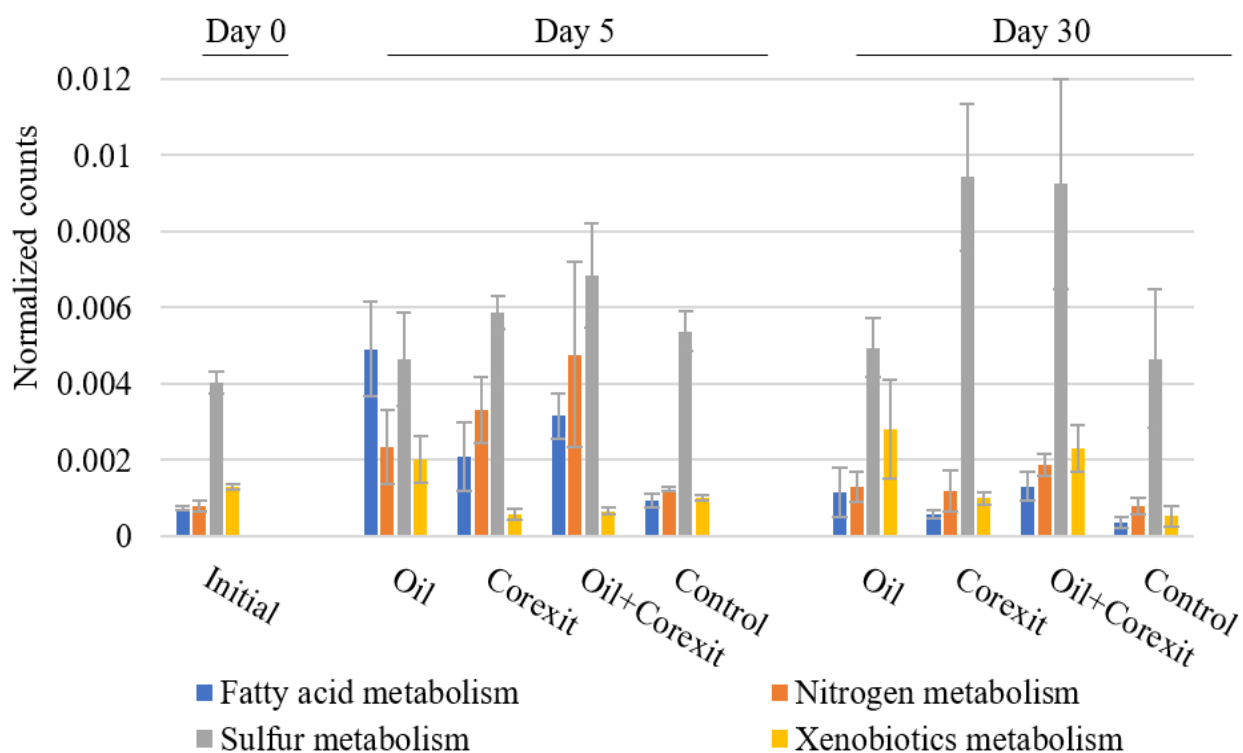 Day 0 Day 5 Day 30
0.012
0.01
0.008
0.006
0.004
0.002
0
Normalized counts
Initial Oil Corexit Oil+Corexit Control Oil Corexit Oil+Corexit Control
Fatty acid metabolism Nitrogen metabolism
Sulfur metabolism Xenobiotics metabolism